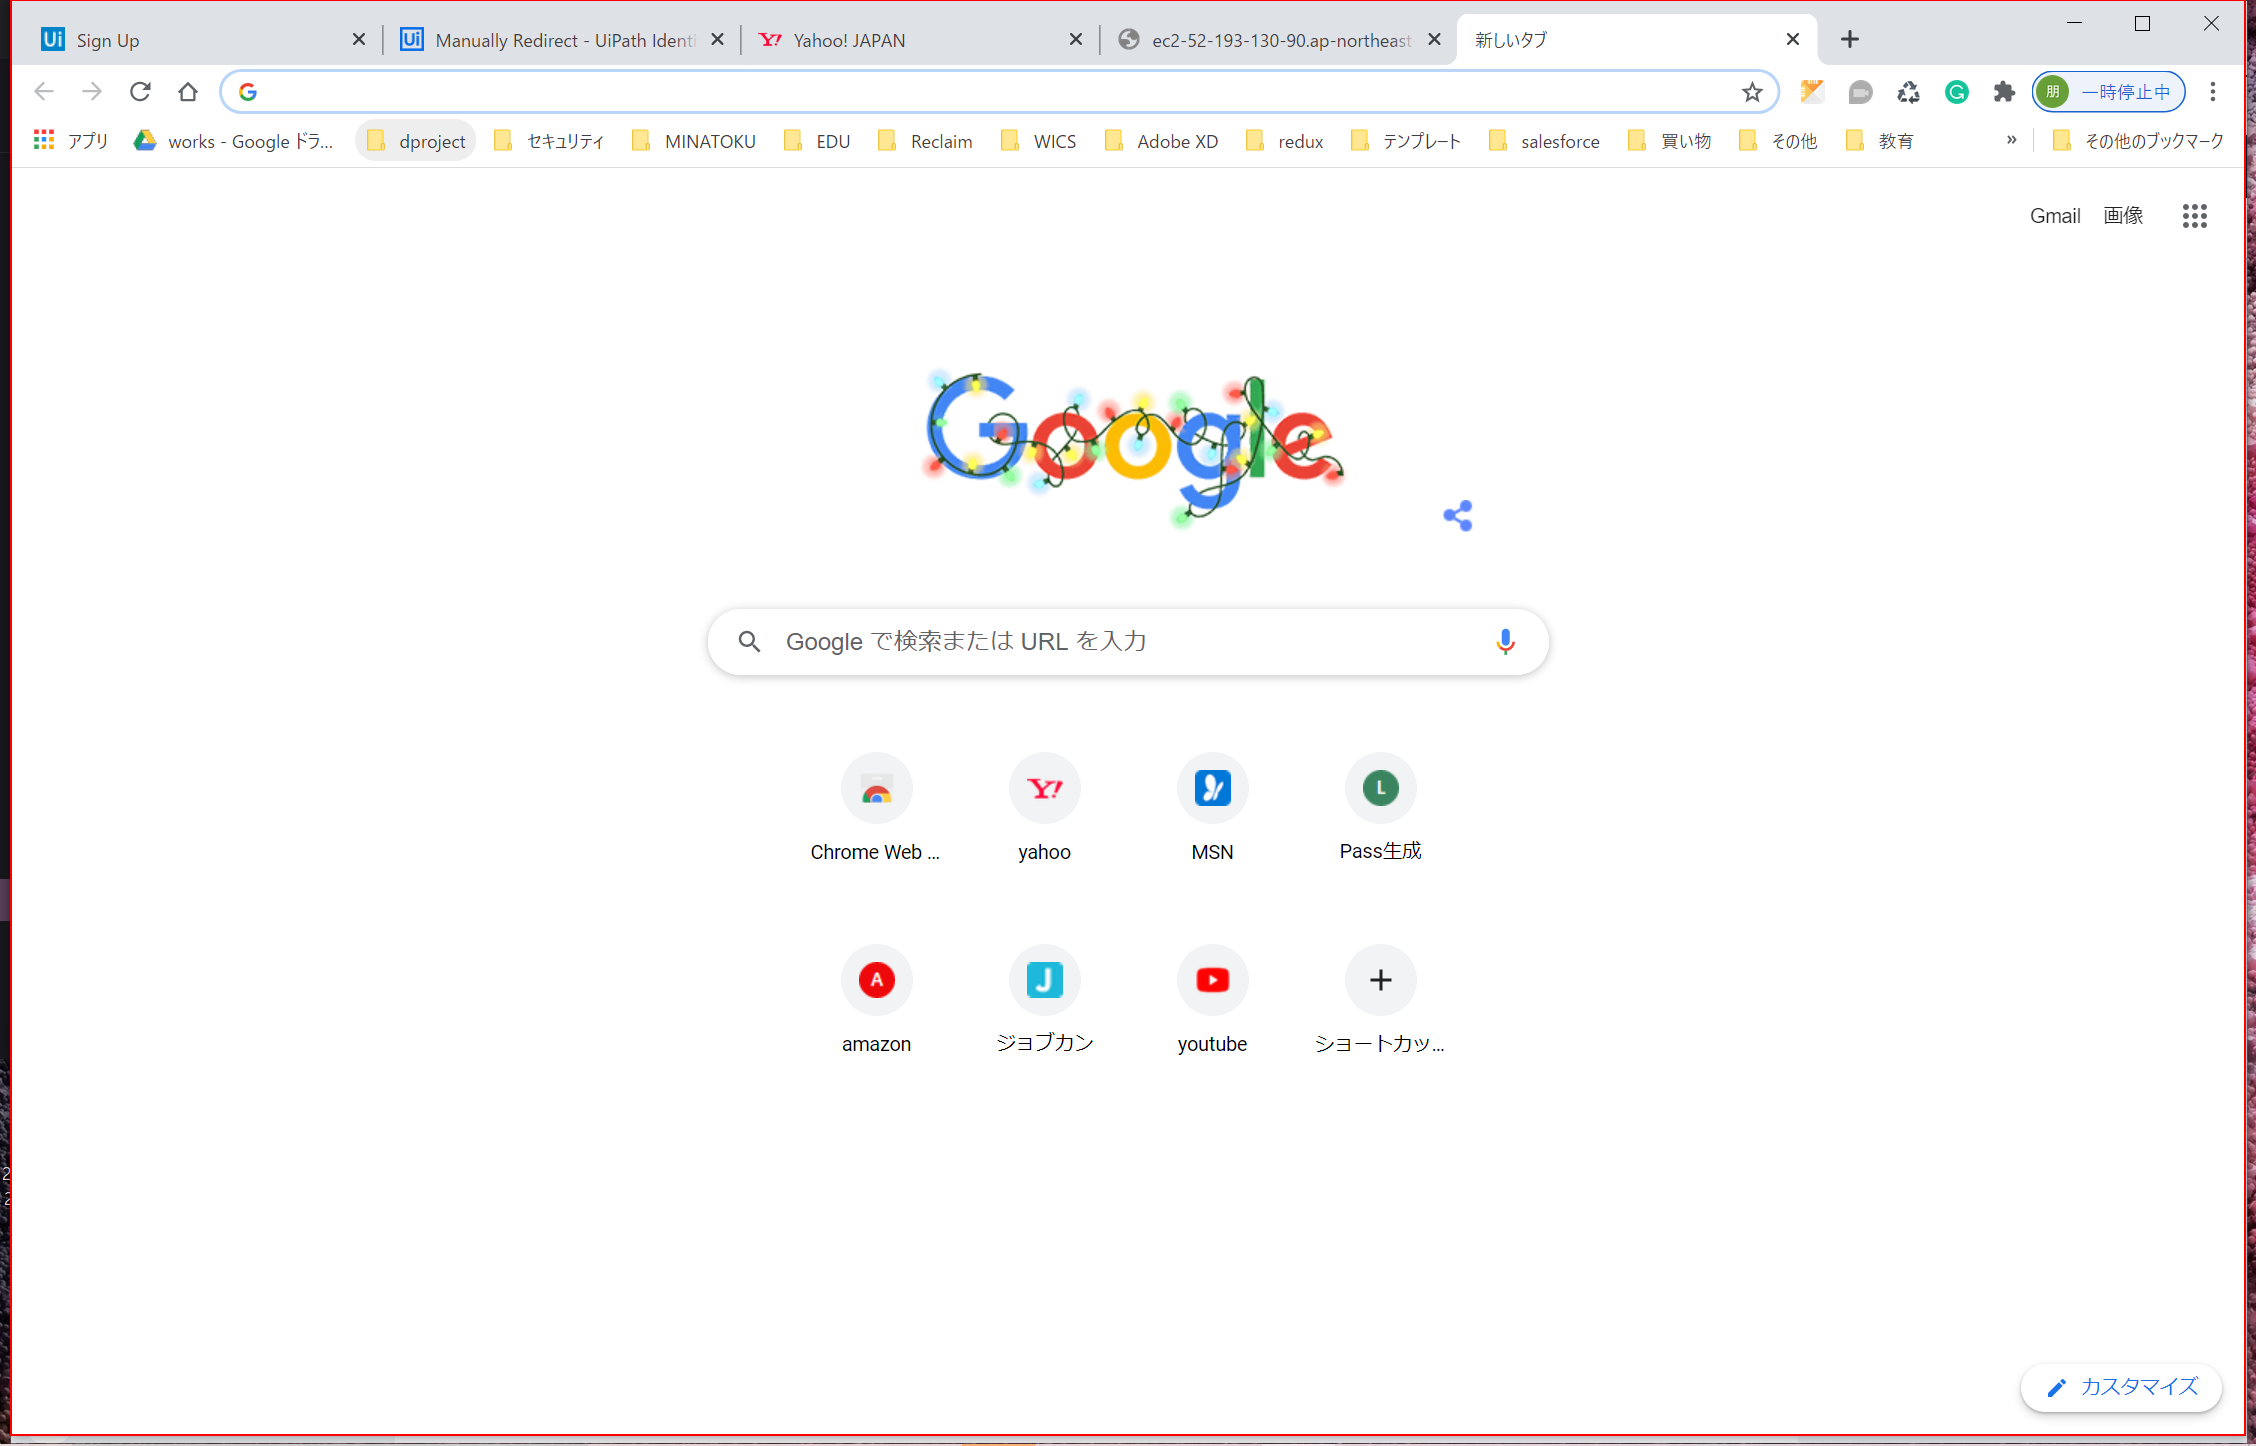 Sign Up
Manually Redirect - UiPath Identi
Yahoo! JAPAN
ec2-52-193-130-90.ap-northeast
新しいタブ
朋 一時停止中
アプリ
works - Google ドラ...
dproject
セキュリティ
MINATOKU
EDU
Reclaim
WICS
Adobe XD
redux
テンプレート
salesforce
買い物
その他
教育
»
その他のブックマーク
Gmail 画像
Google
Google で検索または URL を入力
Chrome Web ...
yahoo
MSN
L
Pass生成
A
amazon
J
ジョブカン
youtube
ショートカッ...
カスタマイズ